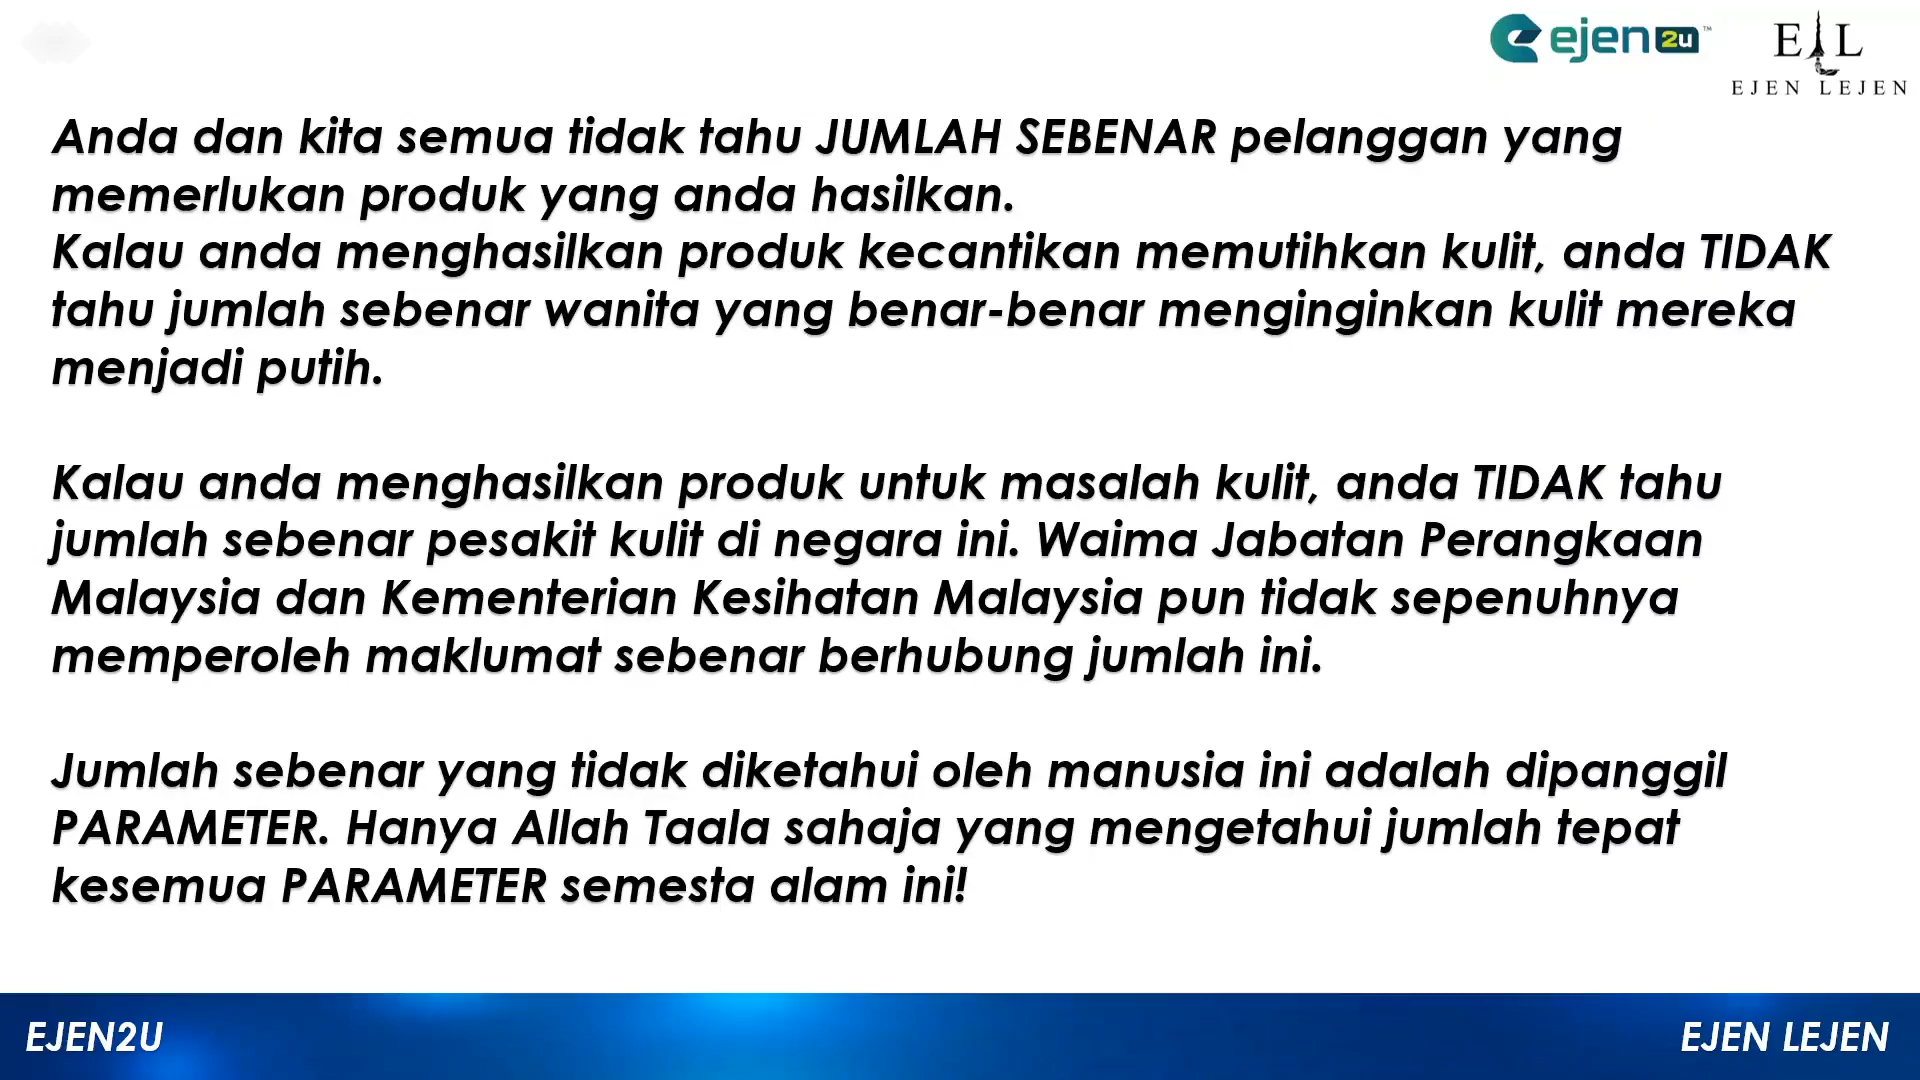 ejen2u™
EL
EJEN LEJEN
Anda dan kita semua tidak tahu JUMLAH SEBENAR pelanggan yang
memerlukan produk yang anda hasilkan.
Kalau anda menghasilkan produk kecantikan memutihkan kulit, anda TIDAK
tahu jumlah sebenar wanita yang benar-benar menginginkan kulit mereka
menjadi putih.
Kalau anda menghasilkan produk untuk masalah kulit, anda TIDAK tahu
jumlah sebenar pesakit kulit di negara ini. Waima Jabatan Perangkaan
Malaysia dan Kementerian Kesihatan Malaysia pun tidak sepenuhnya
memperoleh maklumat sebenar berhubung jumlah ini.
Jumlah sebenar yang tidak diketahui oleh manusia ini adalah dipanggil
PARAMETER. Hanya Allah Taala sahaja yang mengetahui jumlah tepat
kesemua PARAMETER semesta alam ini!
EJEN2U
EJEN LEJEN